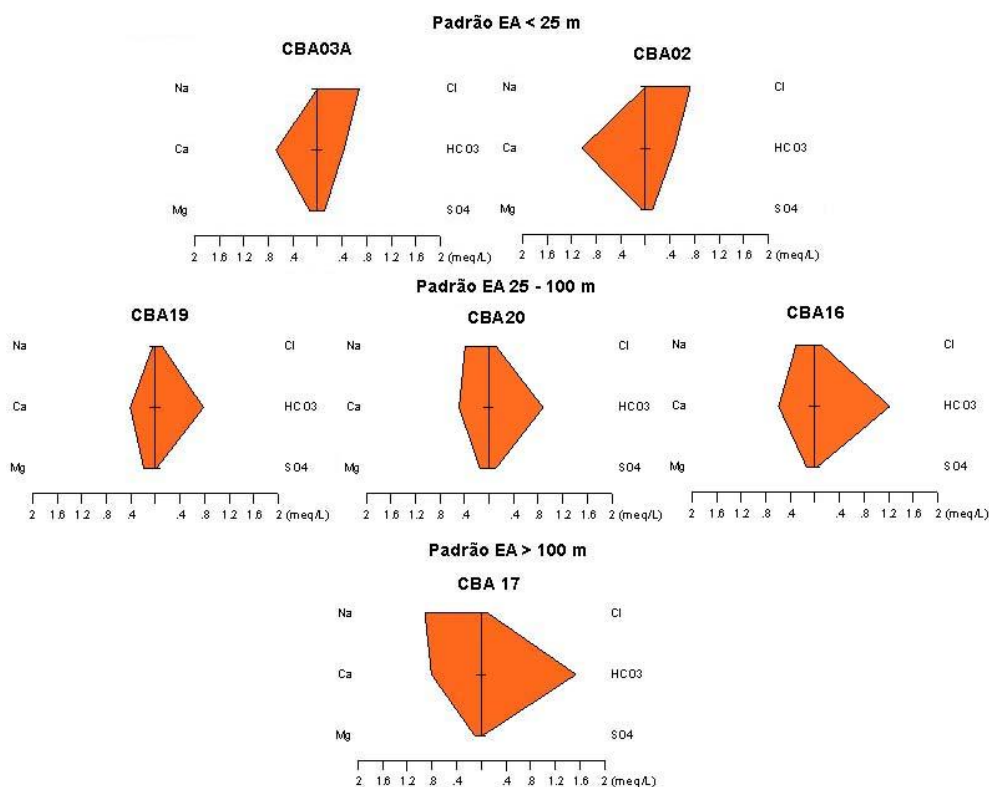 Padrão EA < 25 m
CBA03A
CBA02
Na Cl Na Cl
Ca HCO3 Ca HCO3
Mg SO4 Mg SO4
2 1.6 1.2 .8 .4 .4 .8 1.2 1.6 2 (meq/L) 2 1.6 1.2 .8 .4 .4 .8 1.2 1.6 2 (meq/L)
Padrão EA 25 - 100 m
CBA19 CBA20 CBA16
Na Cl Na Cl Na Cl
Ca HCO3 Ca HCO3 Ca HCO3
Mg SO4 Mg SO4 Mg SO4
2 1.6 1.2 .8 .4 .4 .8 1.2 1.6 2 (meq/L) 2 1.6 1.2 .8 .4 .4 .8 1.2 1.6 2 (meq/L) 2 1.6 1.2 .8 .4 .4 .8 1.2 1.6 2 (meq/L)
Padrão EA > 100 m
CBA 17
Na Cl
Ca HCO3
Mg SO4
2 1.6 1.2 .8 .4 .4 .8 1.2 1.6 2 (meq/L)